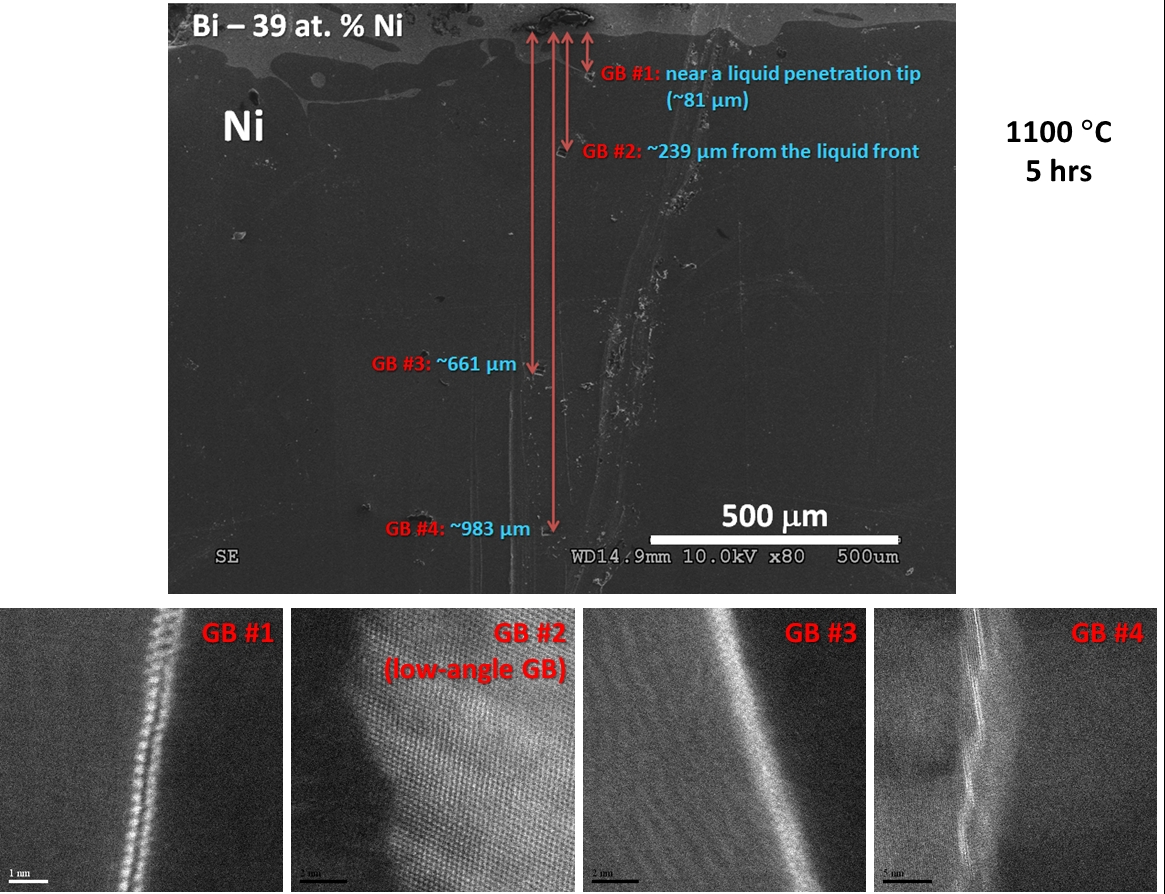 Bi – 39 at. % Ni
GB #1: near a liquid penetration tip
(~81 µm)
Ni
1100 °C
5 hrs
GB #2: ~239 µm from the liquid front
GB #3: ~661 µm
500 µm
GB #4: ~983 µm
SE
WD14.9mm 10.0kV x80 500um
GB #1
1 nm
GB #2
(low-angle GB)
2 nm
GB #3
2 nm
GB #4
5 nm